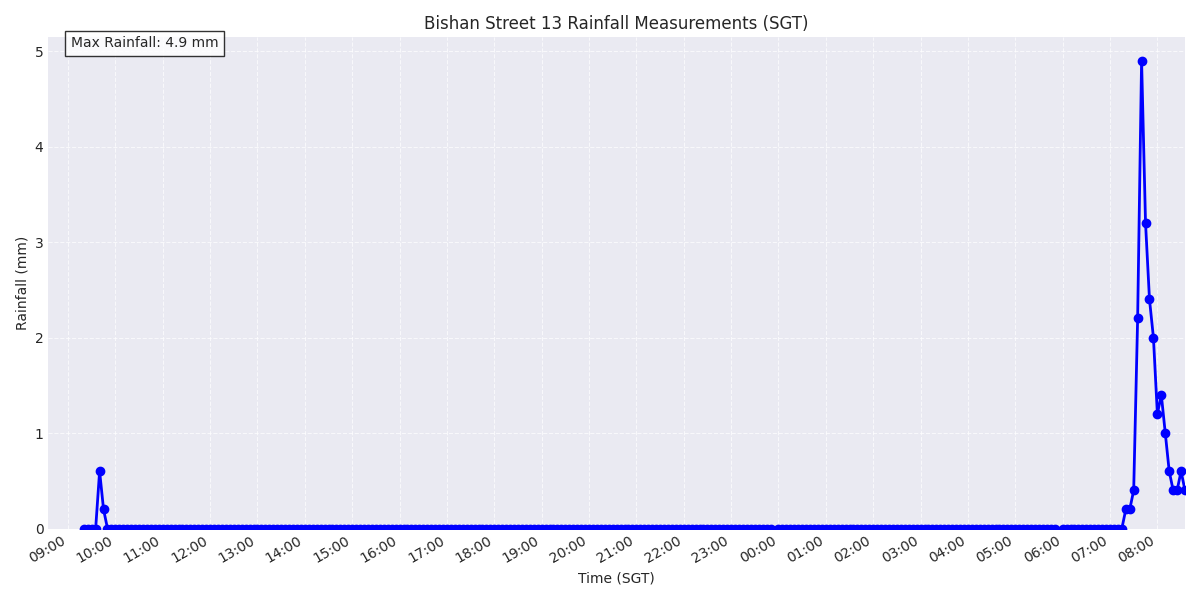 Bishan Street 13 Rainfall Measurements (SGT)
Max Rainfall: 4.9 mm
5
4
3
2
1
0
Rainfall (mm)
09:00 10:00 11:00 12:00 13:00 14:00 15:00 16:00 17:00 18:00 19:00 20:00 21:00 22:00 23:00 00:00 01:00 02:00 03:00 04:00 05:00 06:00 07:00 08:00
Time (SGT)